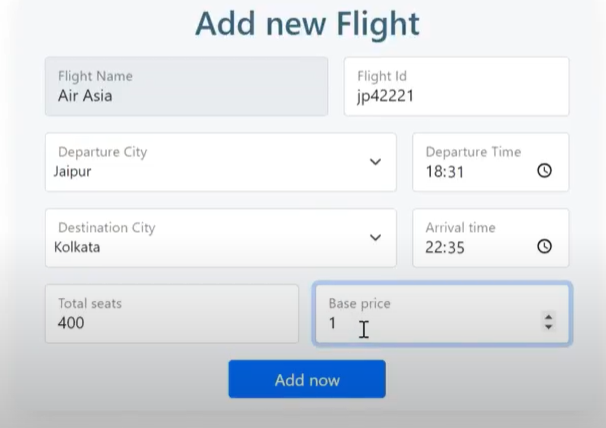 Add new Flight
Flight Name
Air Asia
Flight Id
jp42221
Departure City
Jaipur
Departure Time
18:31
Destination City
Kolkata
Arrival time
22:35
Total seats
400
Base price
1
Add now